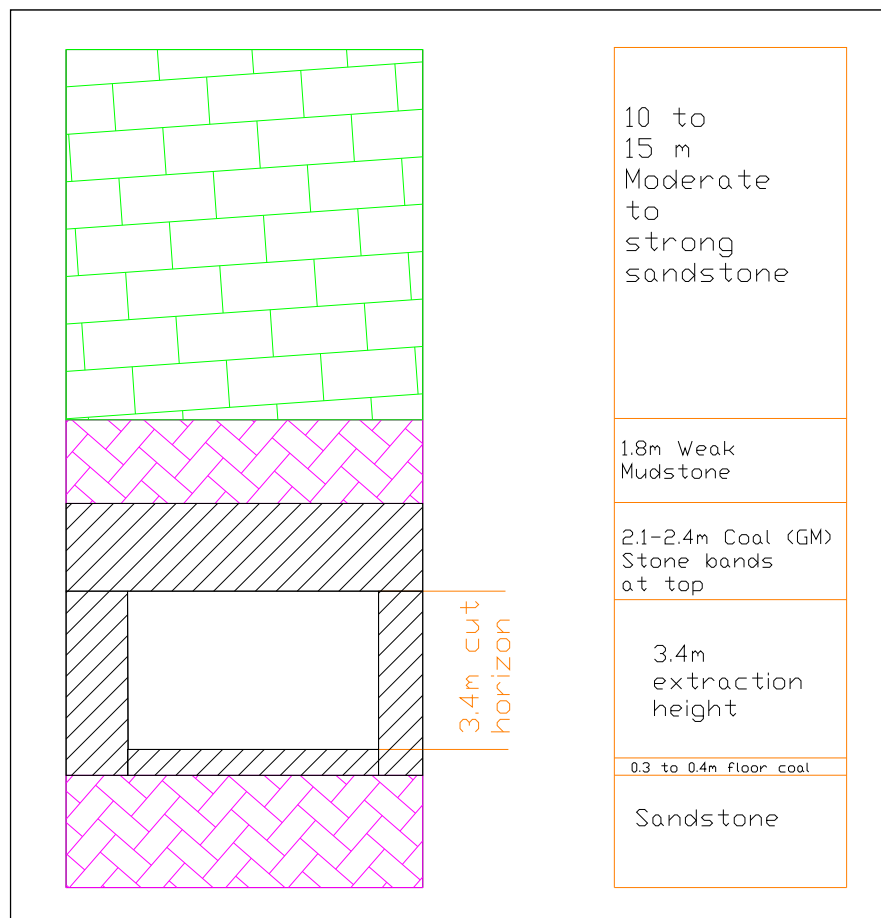 10 to
15 m
Moderate
to
strong
sandstone
1.8m Weak
Mudstone
2.1-2.4m Coal (GM)
Stone bands
at top
3.4m cut
horizon
3.4m
extraction
height
0.3 to 0.4m floor coal
Sandstone